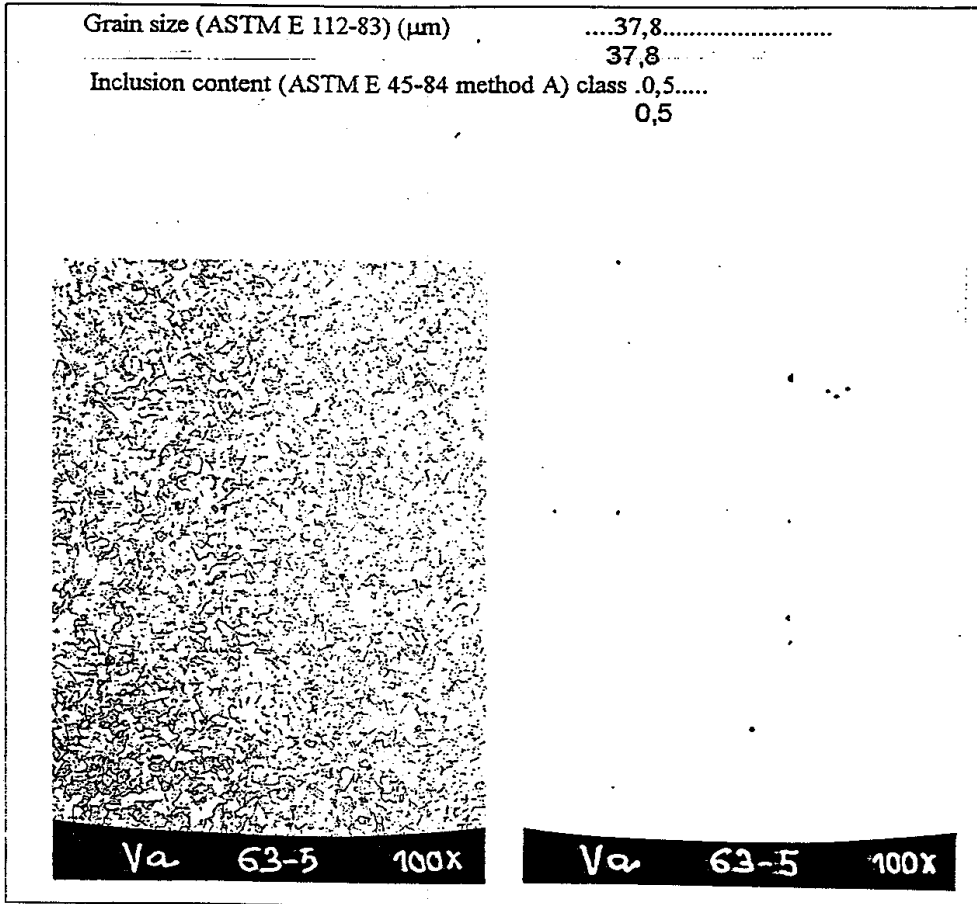 Grain size (ASTM E 112-83) (µm) ....37,8..........................
37,8
Inclusion content (ASTM E 45-84 method A) class .0,5.....
0,5
Va 63-5 100x
Va 63-5 100x